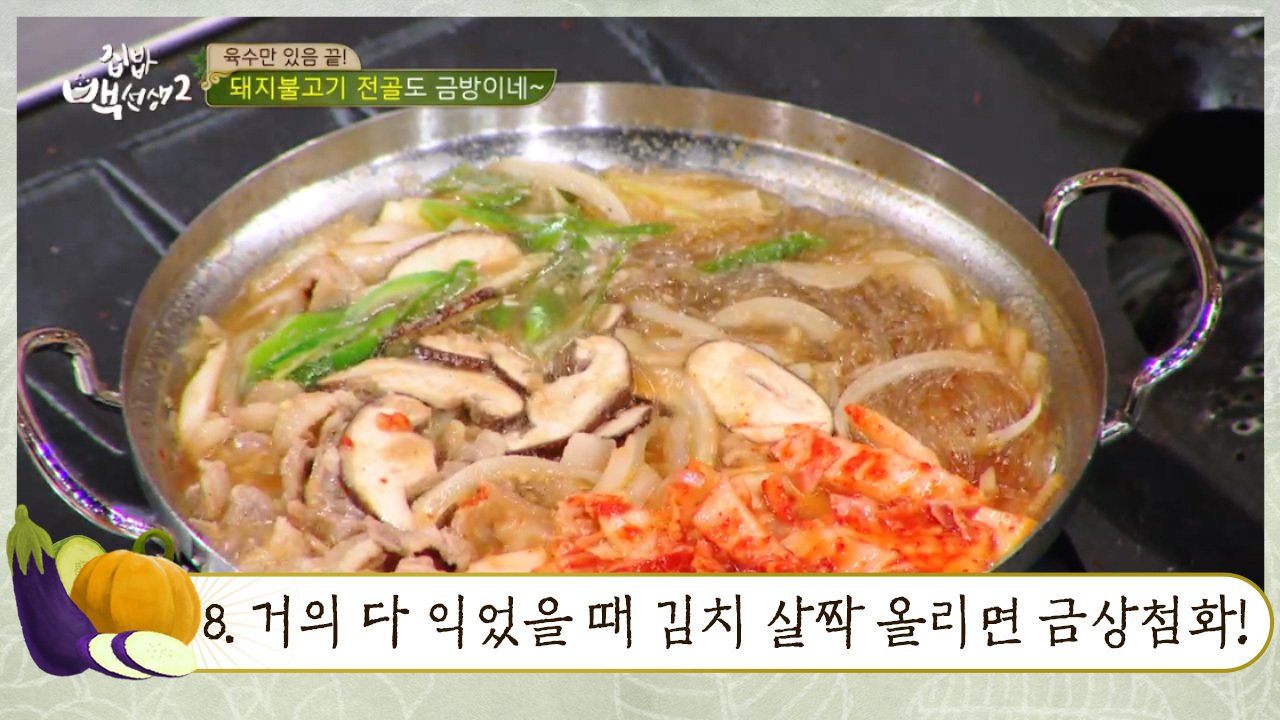 집밥
백선생2
육수만 있음 끝!
돼지불고기 전골도 금방이네~
8. 거의 다 익었을 때 김치 살짝 올리면 금상첨화!